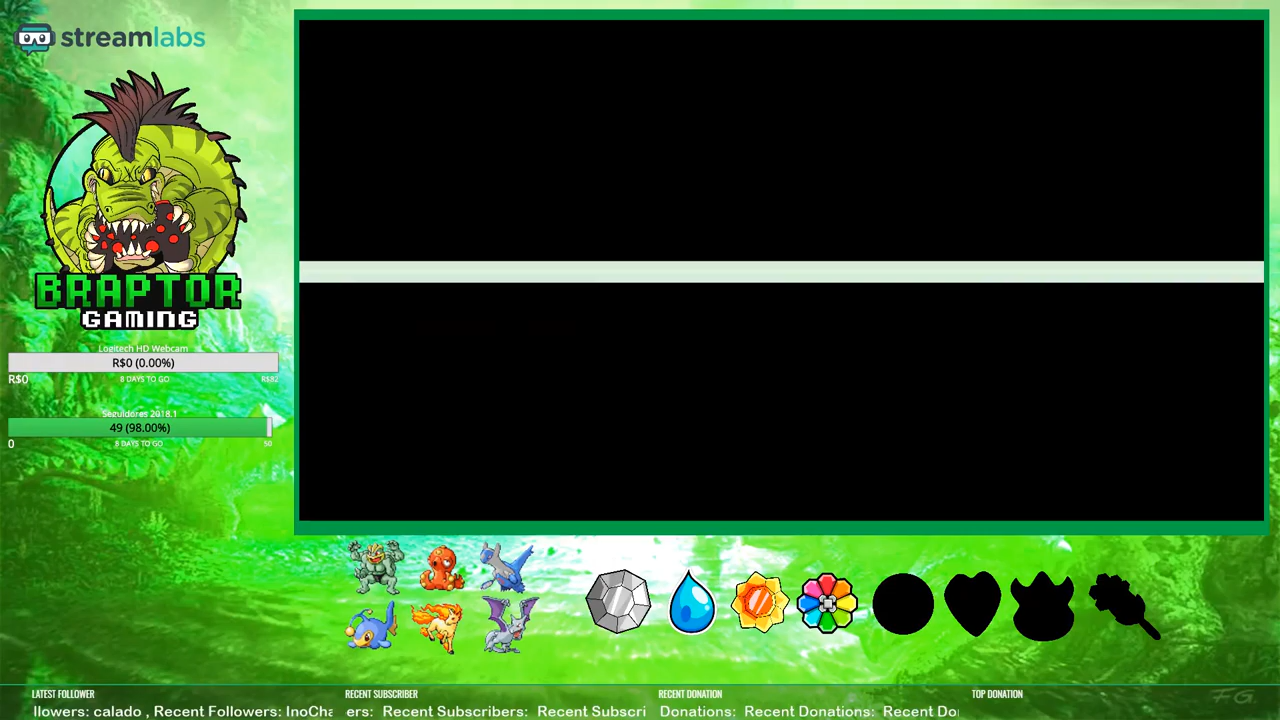 streamlabs
BRAPTOR
GAMING
Logitech HD Webcam
R$0 (0.00%)
R$0 8 DAYS TO GO R$82
Seguidores 2018.1
49 (98.00%)
0 8 DAYS TO GO 50
LATEST FOLLOWER RECENT SUBSCRIBER RECENT DONATION TOP DONATION
llowers: calado , Recent Followers: InoCha ers: Recent Subscribers: Recent Subscri Donations: Recent Donations: Recent Do
FG